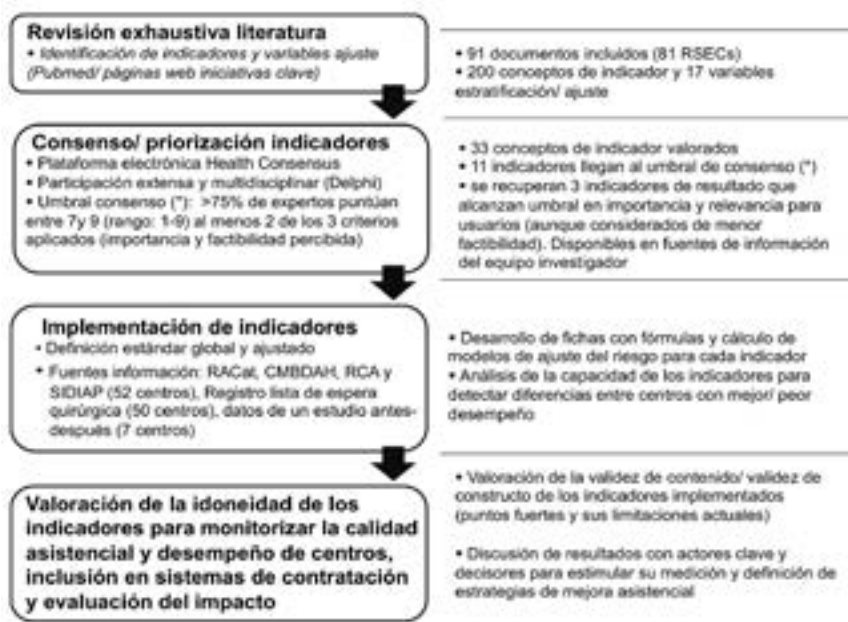 Revisión exhaustiva literatura
• Identificación de indicadores y variables ajuste
(Pubmed/ páginas web iniciativas clave)
• 91 documentos incluidos (81 RSECs)
• 200 conceptos de indicador y 17 variables
estratificación/ ajuste
Consenso/ priorización indicadores
• Plataforma electrónica Health Consensus
• Participación extensa y multidisciplinar (Delphi)
• Umbral consenso (*): >75% de expertos puntúan
entre 7y 9 (rango: 1-9) al menos 2 de los 3 criterios
aplicados (importancia y factibilidad percibida)
• 33 conceptos de indicador valorados
• 11 indicadores llegan al umbral de consenso (*)
• se recuperan 3 indicadores de resultado que
alcanzan umbral en importancia y relevancia para
usuarios (aunque considerados de menor
factibilidad). Disponibles en fuentes de información
del equipo investigador
Implementación de indicadores
• Definición estándar global y ajustado
• Fuentes información: RACat, CMBDAH, RCA y
SIDIAP (52 centros), Registro lista de espera
quirúrgica (50 centros), datos de un estudio antes-
después (7 centros)
• Desarrollo de fichas con fórmulas y cálculo de
modelos de ajuste del riesgo para cada indicador
• Análisis de la capacidad de los indicadores para
detectar diferencias entre centros con mejor/ peor
desempeño
Valoración de la idoneidad de los
indicadores para monitorizar la calidad
asistencial y desempeño de centros,
inclusión en sistemas de contratación
y evaluación del impacto
• Valoración de la validez de contenido/ validez de
constructo de los indicadores implementados
(puntos fuertes y sus limitaciones actuales)
• Discusión de resultados con actores clave y
decisores para estimular su medición y definición de
estrategias de mejora asistencial